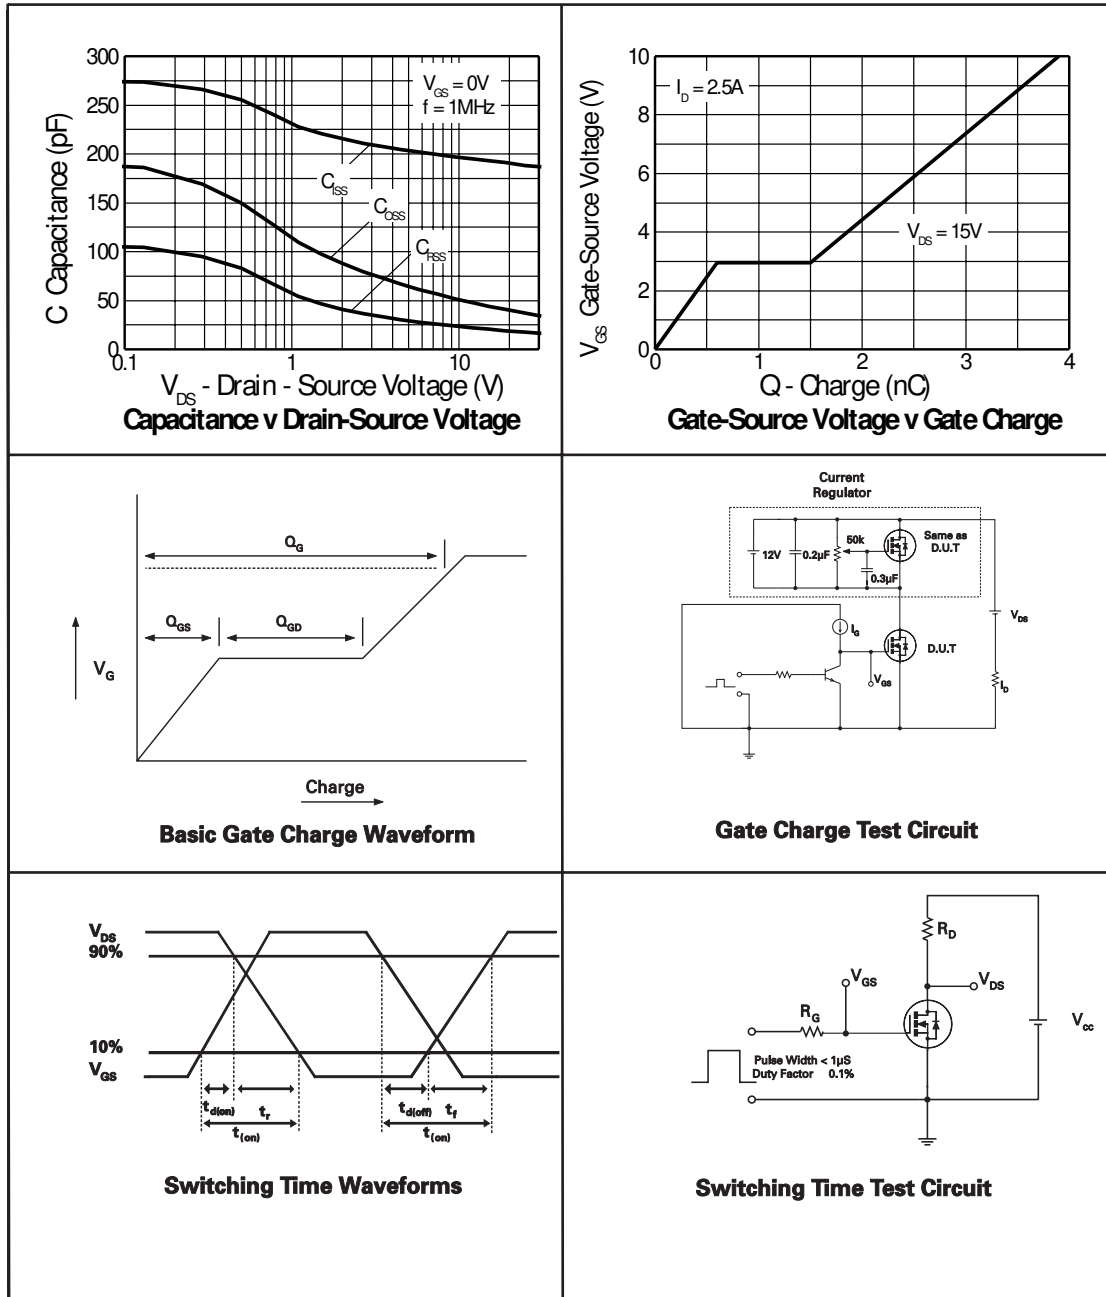 300
250
200
150
100
50
0
C Capacitance (pF)
V_GS = 0V
f = 1MHz
C_ISS
C_OSS
C_RSS
0.1
1
10
V_DS - Drain - Source Voltage (V)
Capacitance v Drain-Source Voltage
10
8
6
4
2
0
V_GS Gate-Source Voltage (V)
I_D = 2.5A
V_DS = 15V
0
1
2
3
4
Q - Charge (nC)
Gate-Source Voltage v Gate Charge
Q_G
Q_GS
Q_GD
V_G
Charge
Basic Gate Charge Waveform
Current
Regulator
12V
0.2µF
50k
0.3µF
Same as
D.U.T
I_G
V_GS
D.U.T
V_DS
I_D
Gate Charge Test Circuit
V_DS
90%
10%
V_GS
t_d(on)
t_r
t_(on)
t_d(off)
t_f
t_(on)
Switching Time Waveforms
R_D
V_GS
V_DS
R_G
V_cc
Pulse Width < 1µS
Duty Factor 0.1%
Switching Time Test Circuit